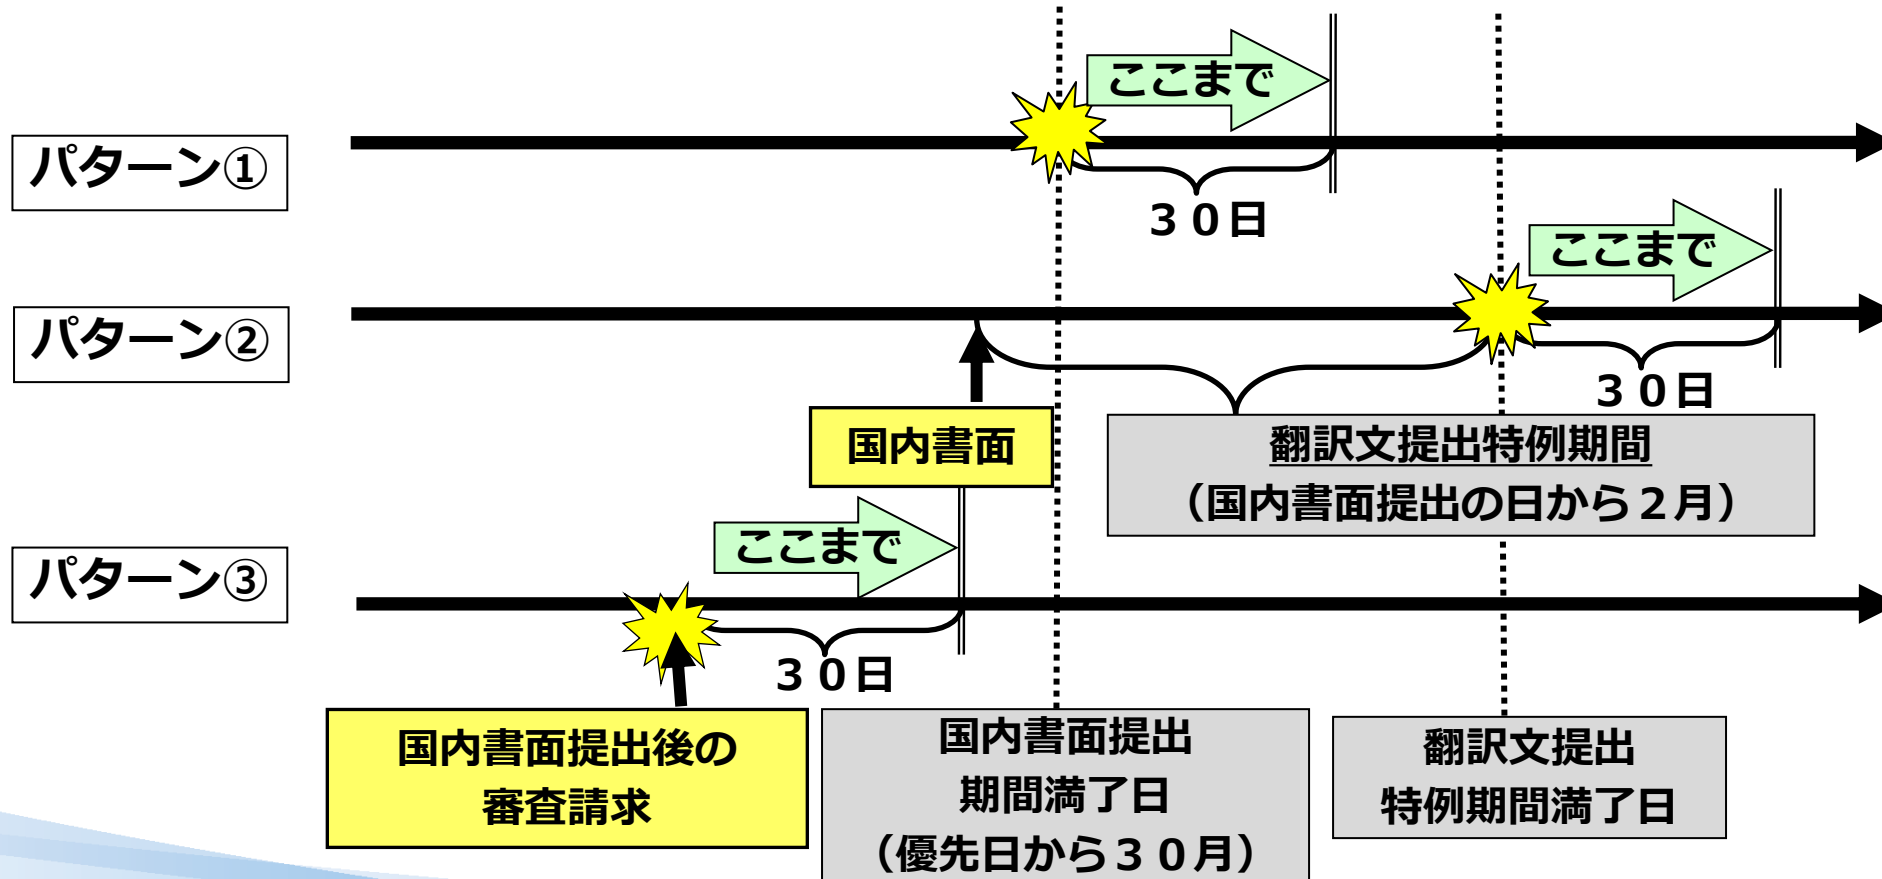 ここまで
パターン①
３０日
ここまで
パターン②
３０日
国内書面
翻訳文提出特例期間
（国内書面提出の日から２月）
ここまで
パターン③
３０日
国内書面提出後の
審査請求
国内書面提出
期間満了日
（優先日から３０月）
翻訳文提出
特例期間満了日